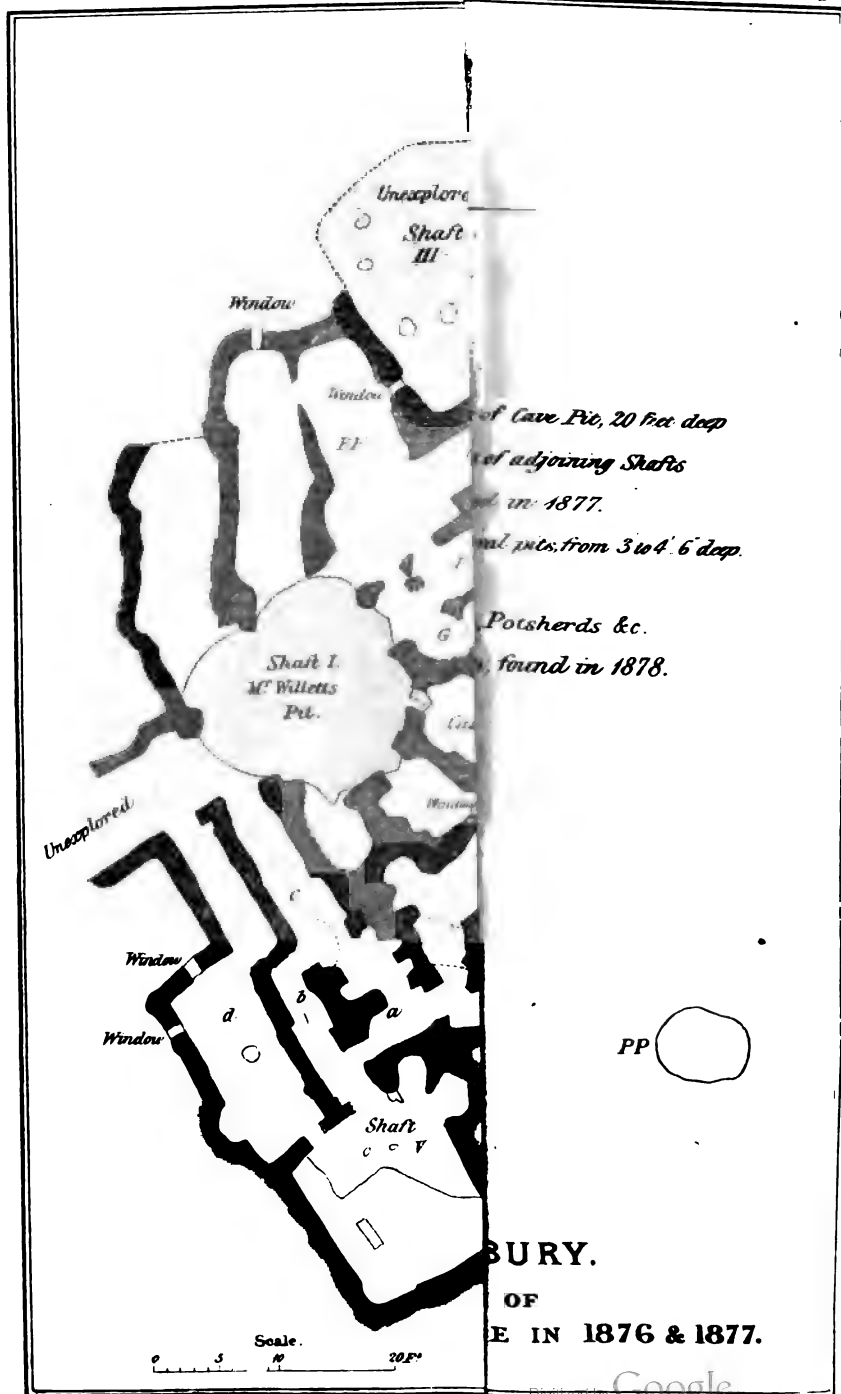 Unexplore
Shaft
III
Window
Window
of Cave Pit, 20 feet deep
of adjoining Shafts
d in 1877.
al pits, from 3 to 4' 6 deep.
G
Potsherds &c.
found in 1878.
Shaft I.
Mr Willetts
Pit.
Unexplored
c
Window
d
b
a
Window
PP
Shaft
c V
BURY.
OF
E IN 1876 & 1877.
Scale.
0 5 10 20 Ft
Google